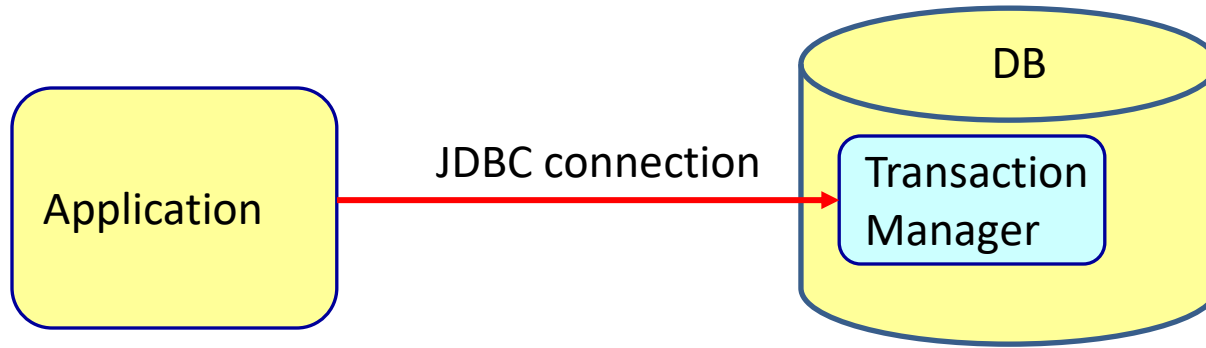 DB
JDBC connection
Transaction
Manager
Application